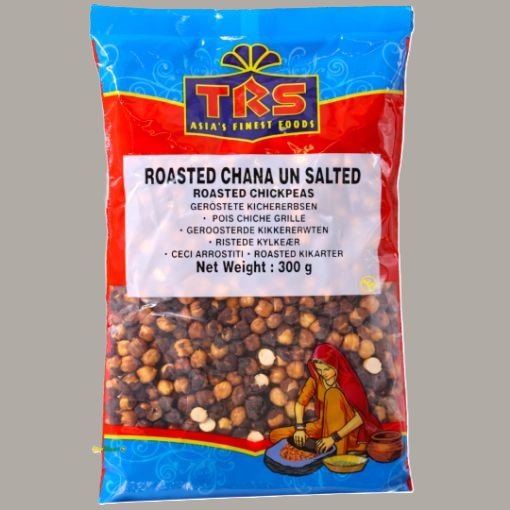 TRS
ASIA'S FINEST FOODS
ROASTED CHANA UN SALTED
ROASTED CHICKPEAS
GERÖSTETE KICHERERBSEN
· POIS CHICHE GRILLE
· GEROOSTERDE KIKKERERWTEN
· RISTEDE KYLKEÆR
· CECI ARROSTITI · ROASTED KIKARTER
Net Weight : 300 g